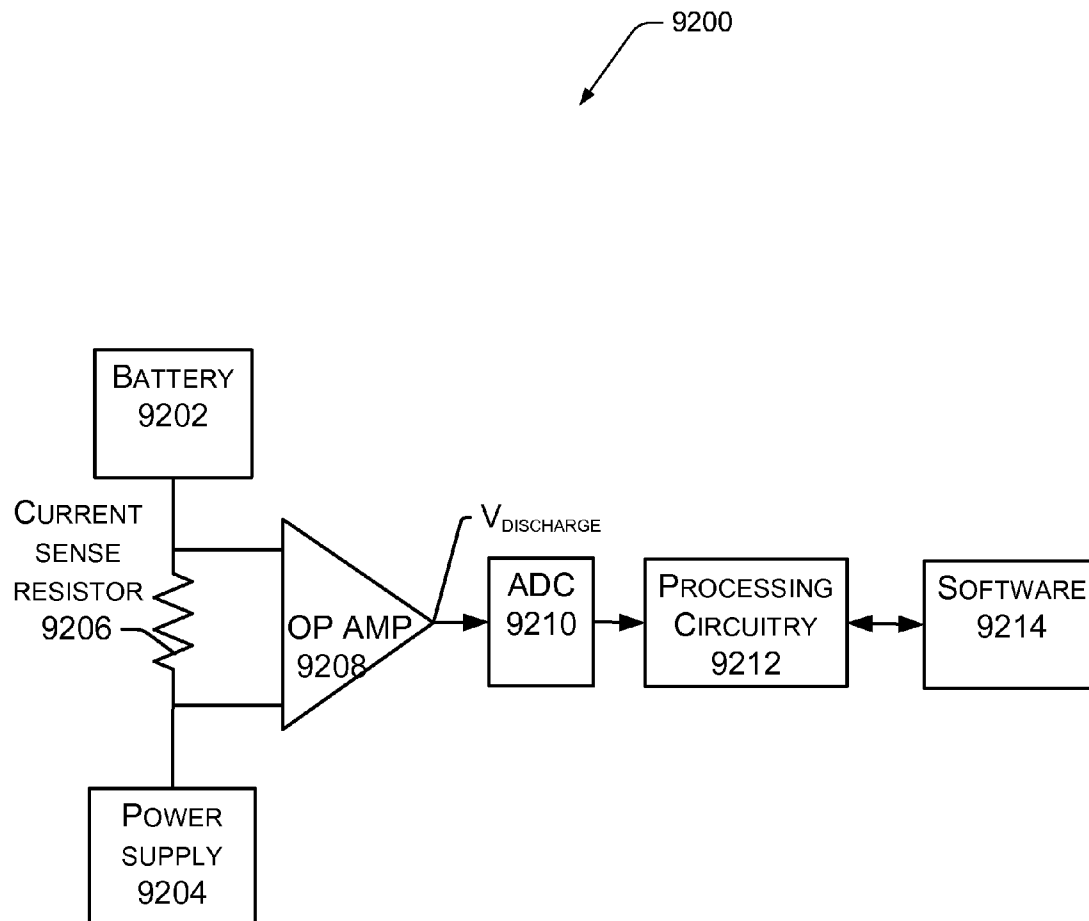 9200
BATTERY
9202
CURRENT
SENSE
RESISTOR
9206
OP AMP
9208
VDISCHARGE
ADC
9210
PROCESSING
CIRCUITRY
9212
SOFTWARE
9214
POWER
SUPPLY
9204